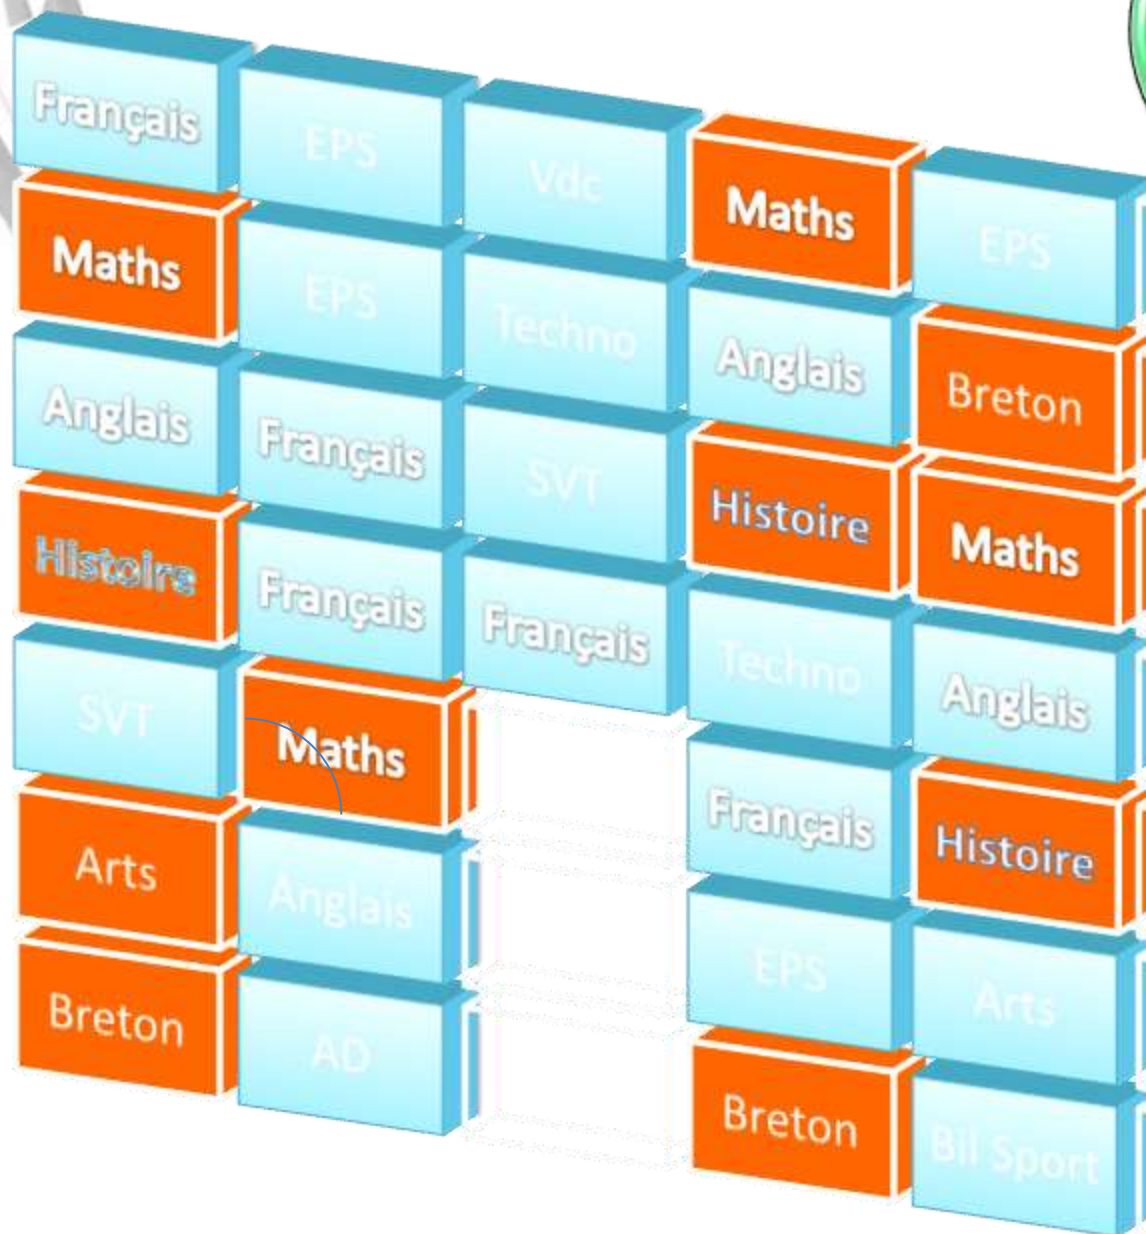 Français EPS Vdc Maths EPS
Maths EPS Techno Anglais Breton
Anglais Français SVT Histoire Maths
Histoire Français Français Techno Anglais
SVT Maths Français Histoire
Arts Anglais EPS Arts
Breton AD Breton Bil Sport